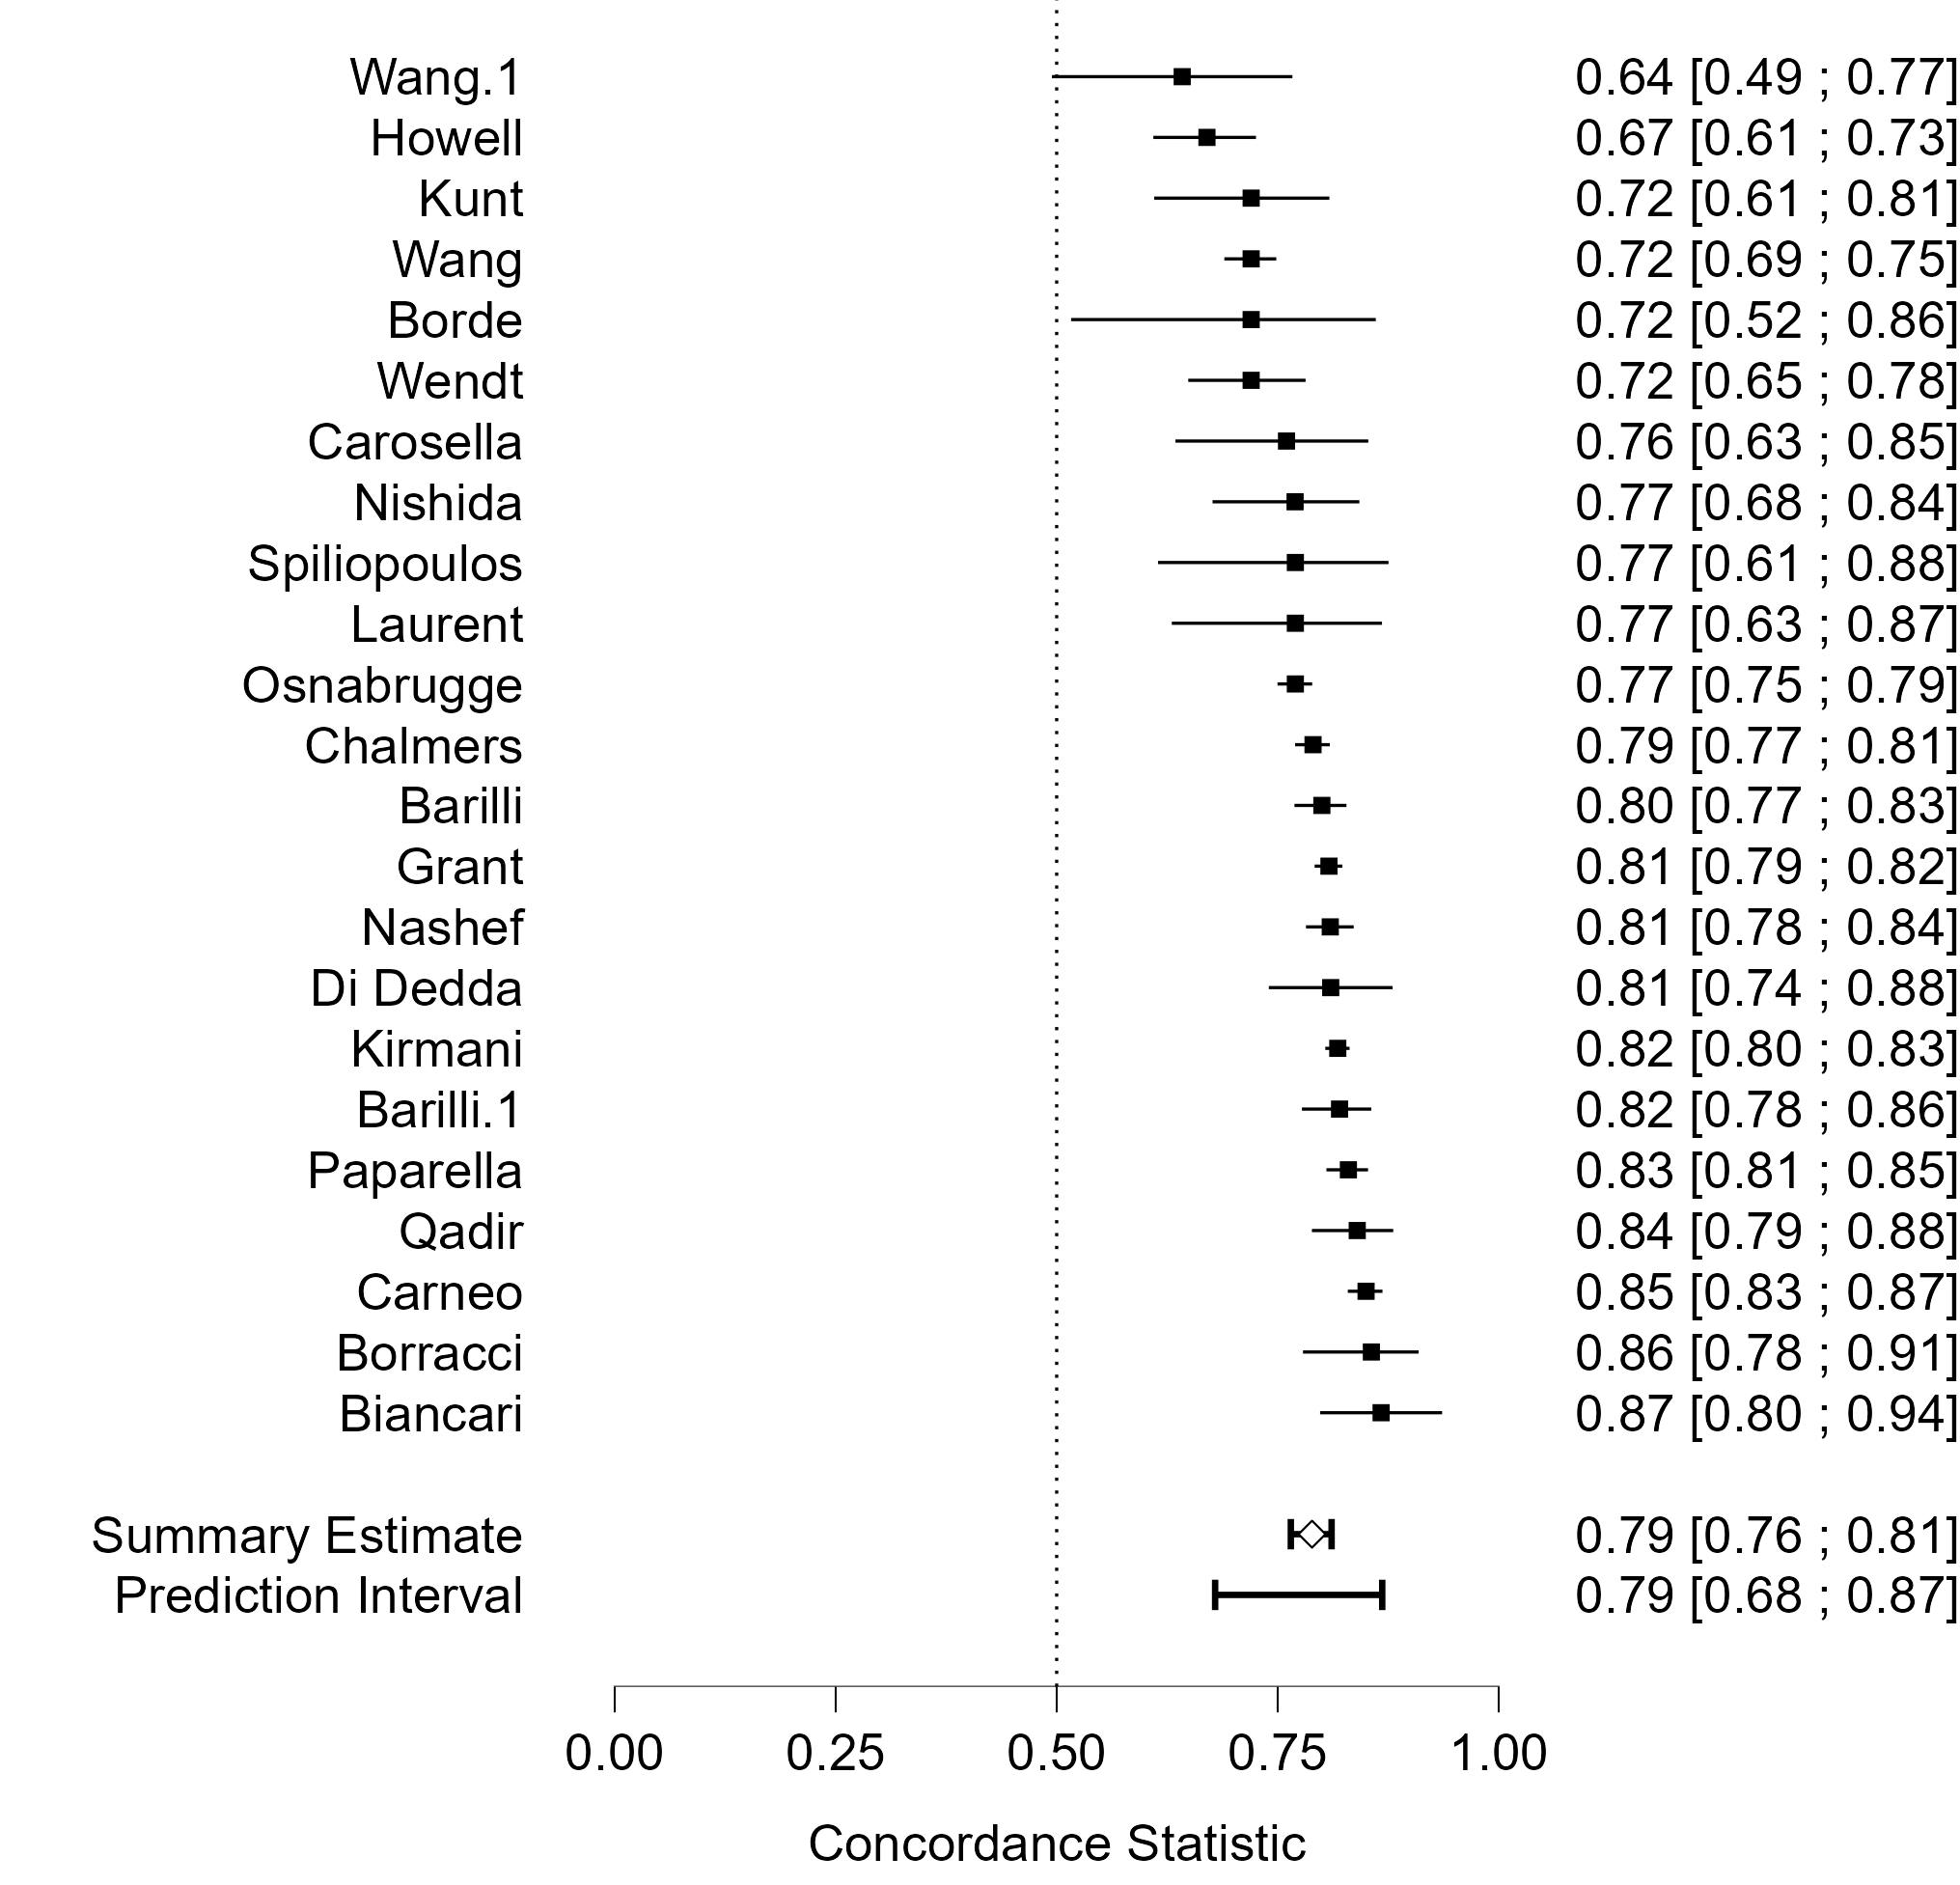 Wang.1 0.64 [0.49 ; 0.77]
Howell 0.67 [0.61 ; 0.73]
Kunt 0.72 [0.61 ; 0.81]
Wang 0.72 [0.69 ; 0.75]
Borde 0.72 [0.52 ; 0.86]
Wendt 0.72 [0.65 ; 0.78]
Carosella 0.76 [0.63 ; 0.85]
Nishida 0.77 [0.68 ; 0.84]
Spiliopoulos 0.77 [0.61 ; 0.88]
Laurent 0.77 [0.63 ; 0.87]
Osnabrugge 0.77 [0.75 ; 0.79]
Chalmers 0.79 [0.77 ; 0.81]
Barilli 0.80 [0.77 ; 0.83]
Grant 0.81 [0.79 ; 0.82]
Nashef 0.81 [0.78 ; 0.84]
Di Dedda 0.81 [0.74 ; 0.88]
Kirmani 0.82 [0.80 ; 0.83]
Barilli.1 0.82 [0.78 ; 0.86]
Paparella 0.83 [0.81 ; 0.85]
Qadir 0.84 [0.79 ; 0.88]
Carneo 0.85 [0.83 ; 0.87]
Borracci 0.86 [0.78 ; 0.91]
Biancari 0.87 [0.80 ; 0.94]
Summary Estimate 0.79 [0.76 ; 0.81]
Prediction Interval 0.79 [0.68 ; 0.87]
0.00 0.25 0.50 0.75 1.00
Concordance Statistic